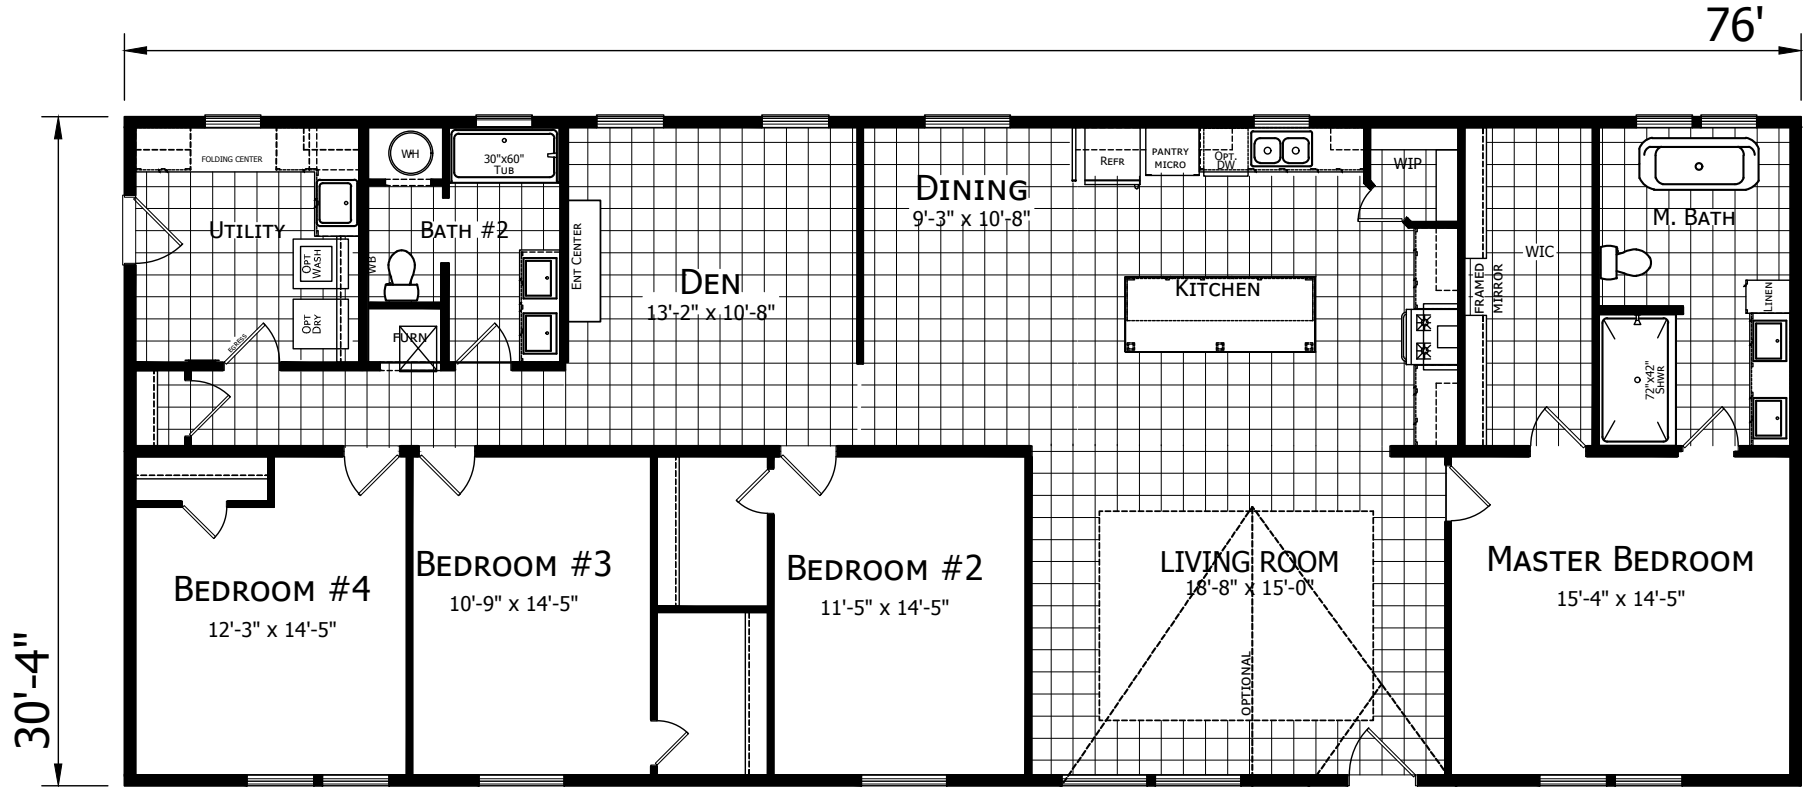 76'
30'-4"
FOLDING CENTER
UTILITY
OPT
WASH
OPT
DRY
EGRESS
WH
30"x60"
TUB
BATH #2
WB
FURN
ENT CENTER
DEN
13'-2" x 10'-8"
DINING
9'-3" x 10'-8"
REFR
PANTRY
MICRO
OPT.
DW
WIP
KITCHEN
FRAMED
MIRROR
WIC
M. BATH
LINEN
72"x42"
SHWR
BEDROOM #4
12'-3" x 14'-5"
BEDROOM #3
10'-9" x 14'-5"
BEDROOM #2
11'-5" x 14'-5"
LIVING ROOM
18'-8" x 15'-0"
OPTIONAL
MASTER BEDROOM
15'-4" x 14'-5"